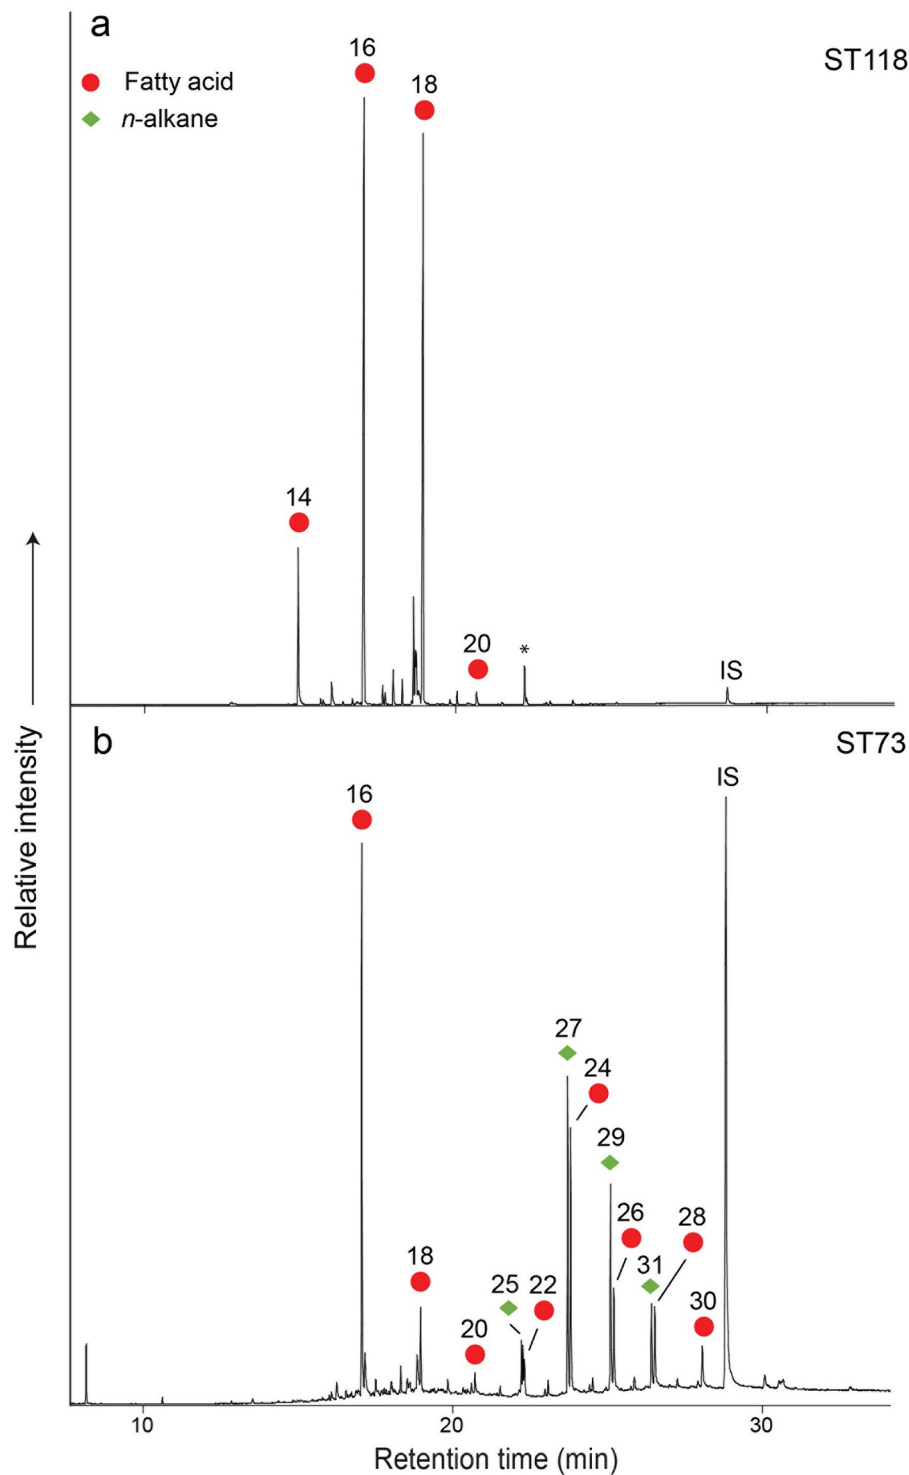 a
ST118
Fatty acid
n-alkane
16
18
14
20
*
IS
b
ST73
16
IS
27
24
29
26
28
31
18
25
22
20
30
10
20
30
Relative intensity
Retention time (min)